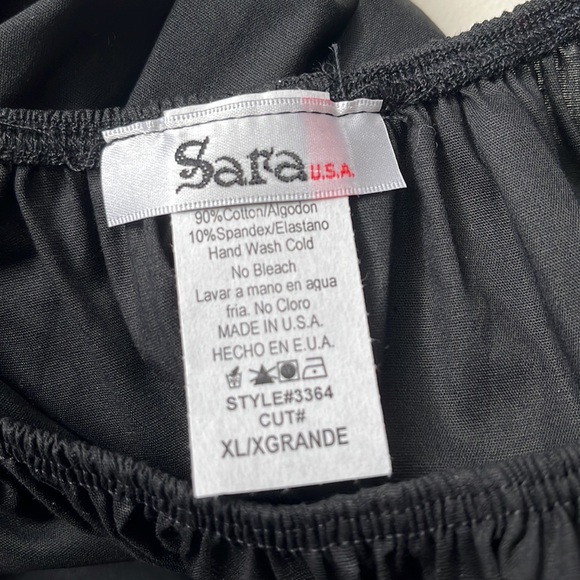 Sara U.S.A.
90%Cotton/Algodon
10%Spandex/Elastano
Hand Wash Cold
No Bleach
Lavar a mano en agua
fria. No Cloro
MADE IN U.S.A.
HECHO EN E.U.A.
STYLE#3364
CUT#
XL/XGRANDE